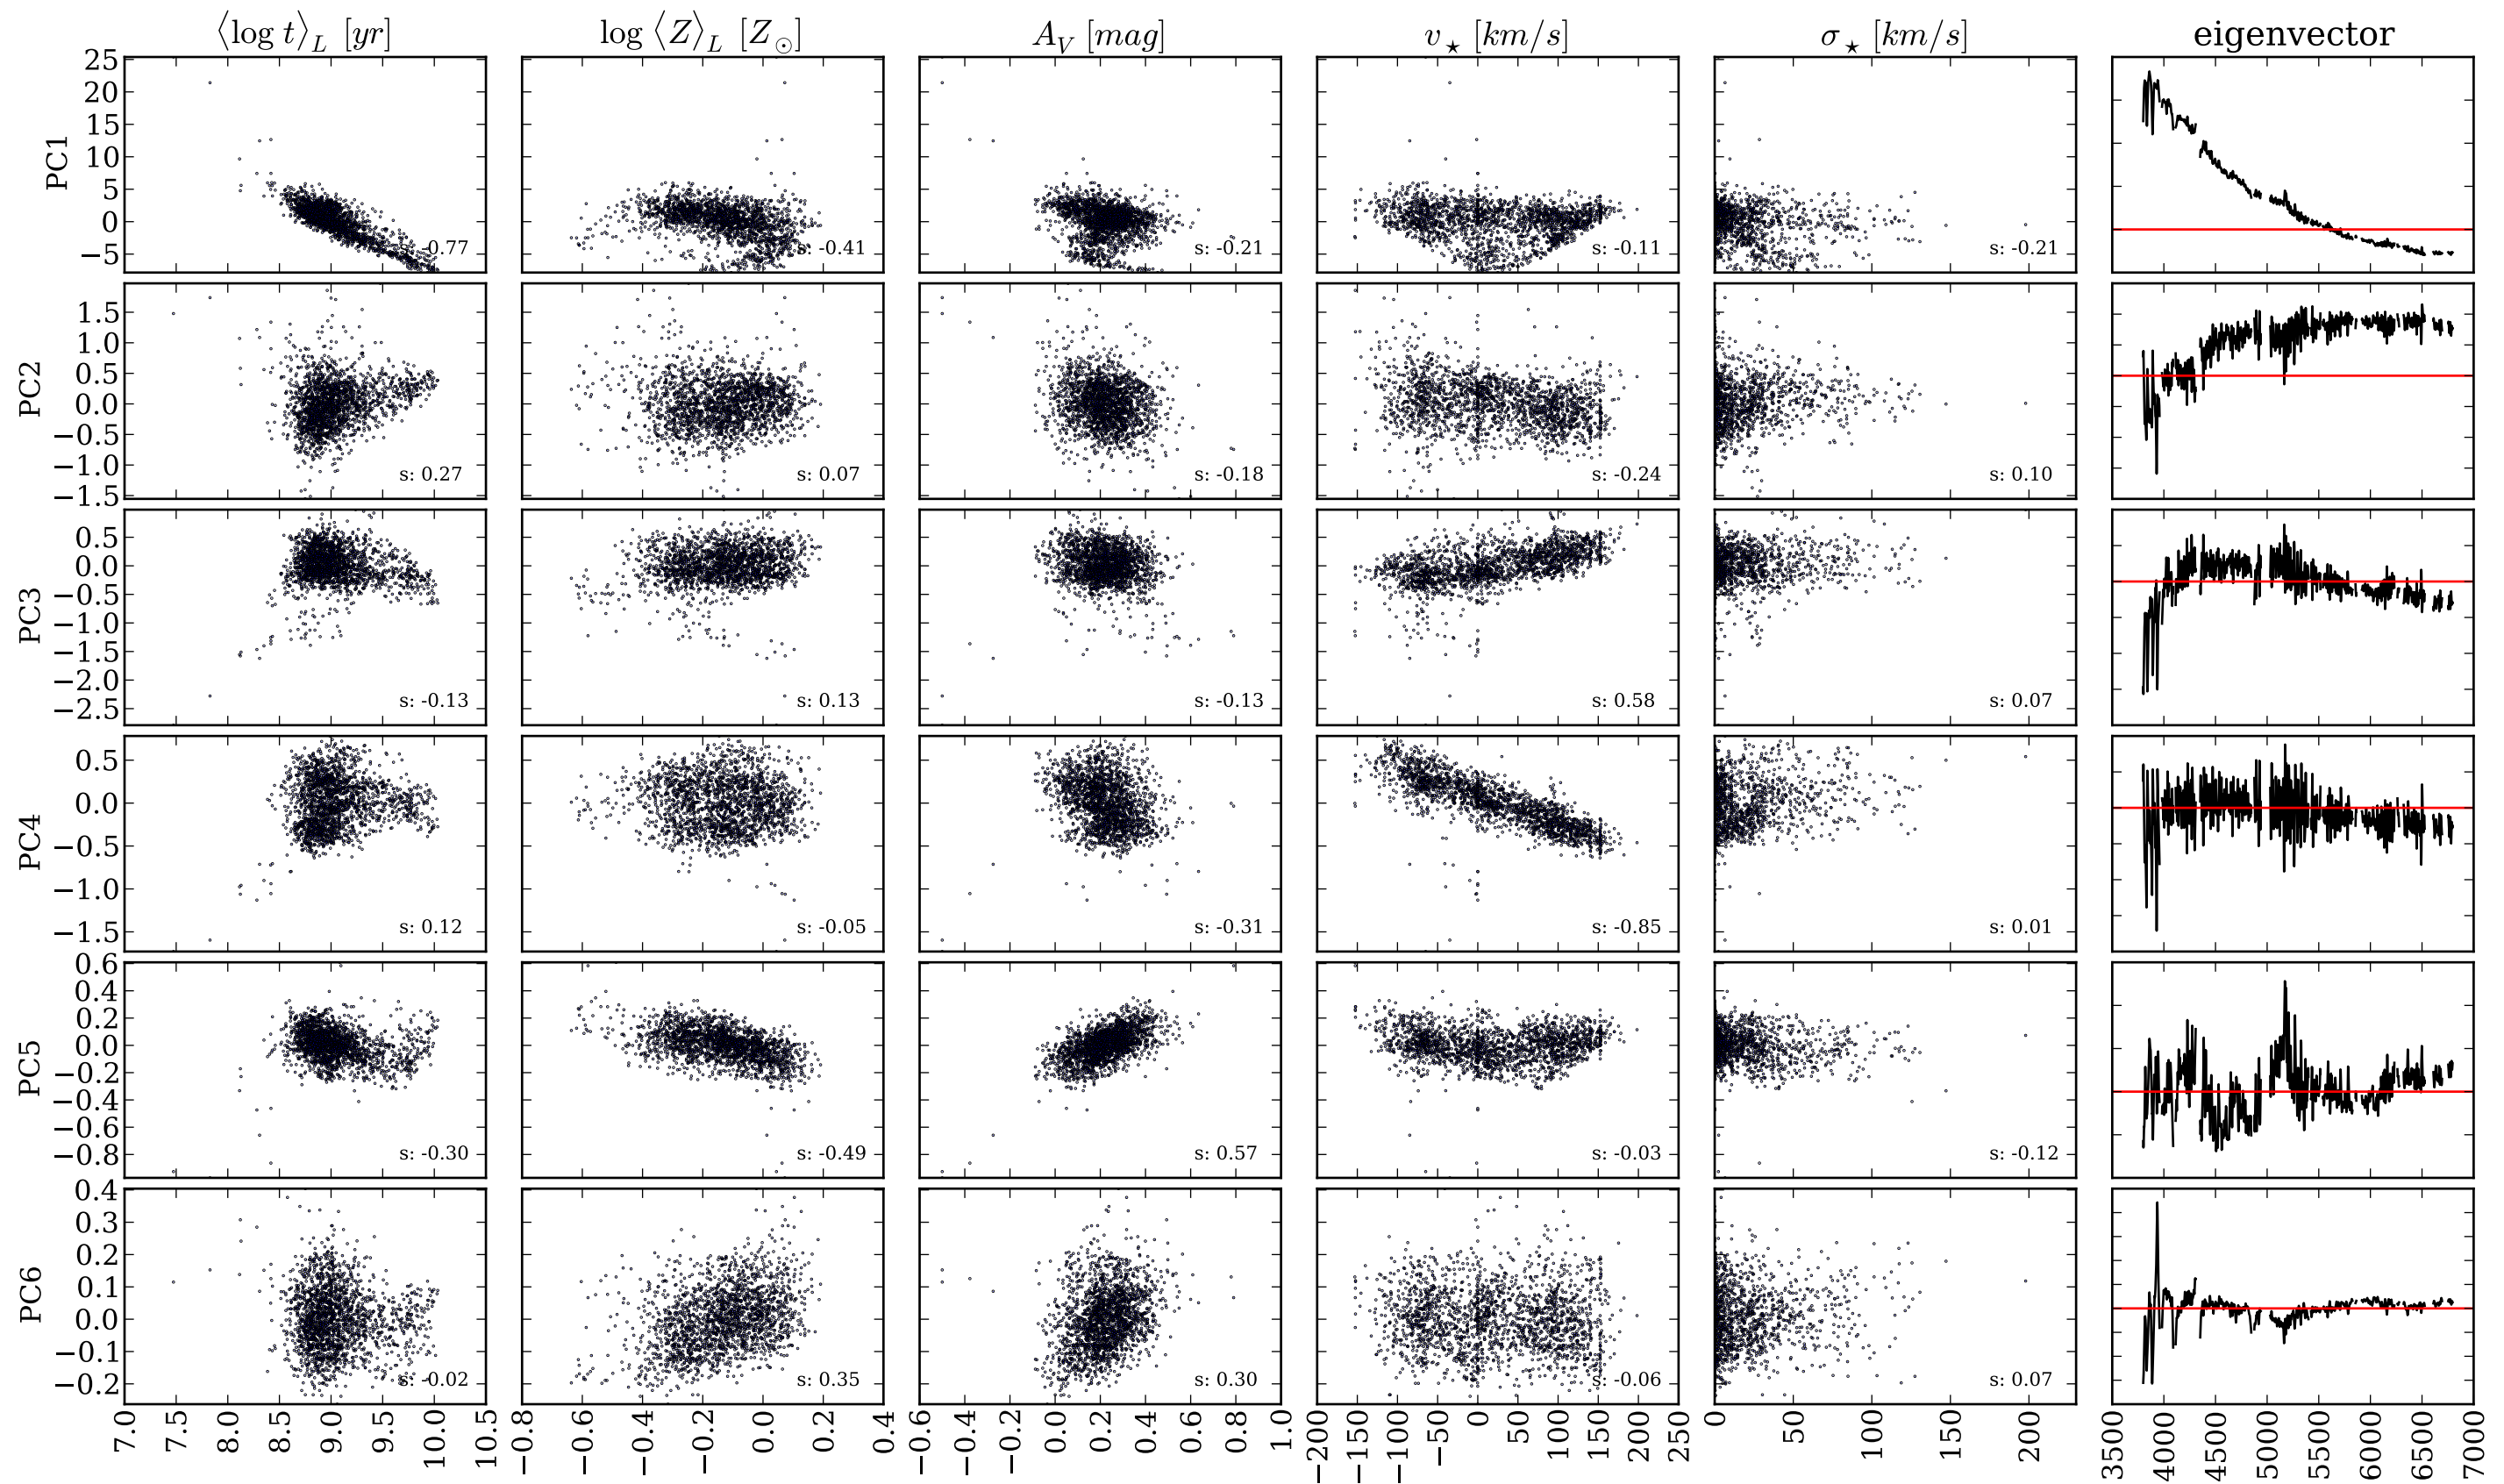 ⟨log t⟩_L [yr] log ⟨Z⟩_L [Z_⊙] A_V [mag] v_⋆ [km/s] σ_⋆ [km/s] eigenvector
PC1
25
20
15
10
5
0
−5
s: -0.77 s: -0.41 s: -0.21 s: -0.11 s: -0.21
PC2
1.5
1.0
0.5
0.0
−0.5
−1.0
−1.5
s: 0.27 s: 0.07 s: -0.18 s: -0.24 s: 0.10
PC3
0.5
0.0
−0.5
−1.0
−1.5
−2.0
−2.5
s: -0.13 s: 0.13 s: -0.13 s: 0.58 s: 0.07
PC4
0.5
0.0
−0.5
−1.0
−1.5
s: 0.12 s: -0.05 s: -0.31 s: -0.85 s: 0.01
PC5
0.6
0.4
0.2
0.0
−0.2
−0.4
−0.6
−0.8
s: -0.30 s: -0.49 s: 0.57 s: -0.03 s: -0.12
PC6
0.4
0.3
0.2
0.1
0.0
−0.1
−0.2
s: -0.02 s: 0.35 s: 0.30 s: -0.06 s: 0.07
7.0 7.5 8.0 8.5 9.0 9.5 10.0 10.5 −0.8 −0.6 −0.4 −0.2 0.0 0.2 0.4 −0.6 −0.4 −0.2 0.0 0.2 0.4 0.6 0.8 1.0 −200 −150 −100 −50 0 50 100 150 200 250 0 50 100 150 200 3500 4000 4500 5000 5500 6000 6500 7000